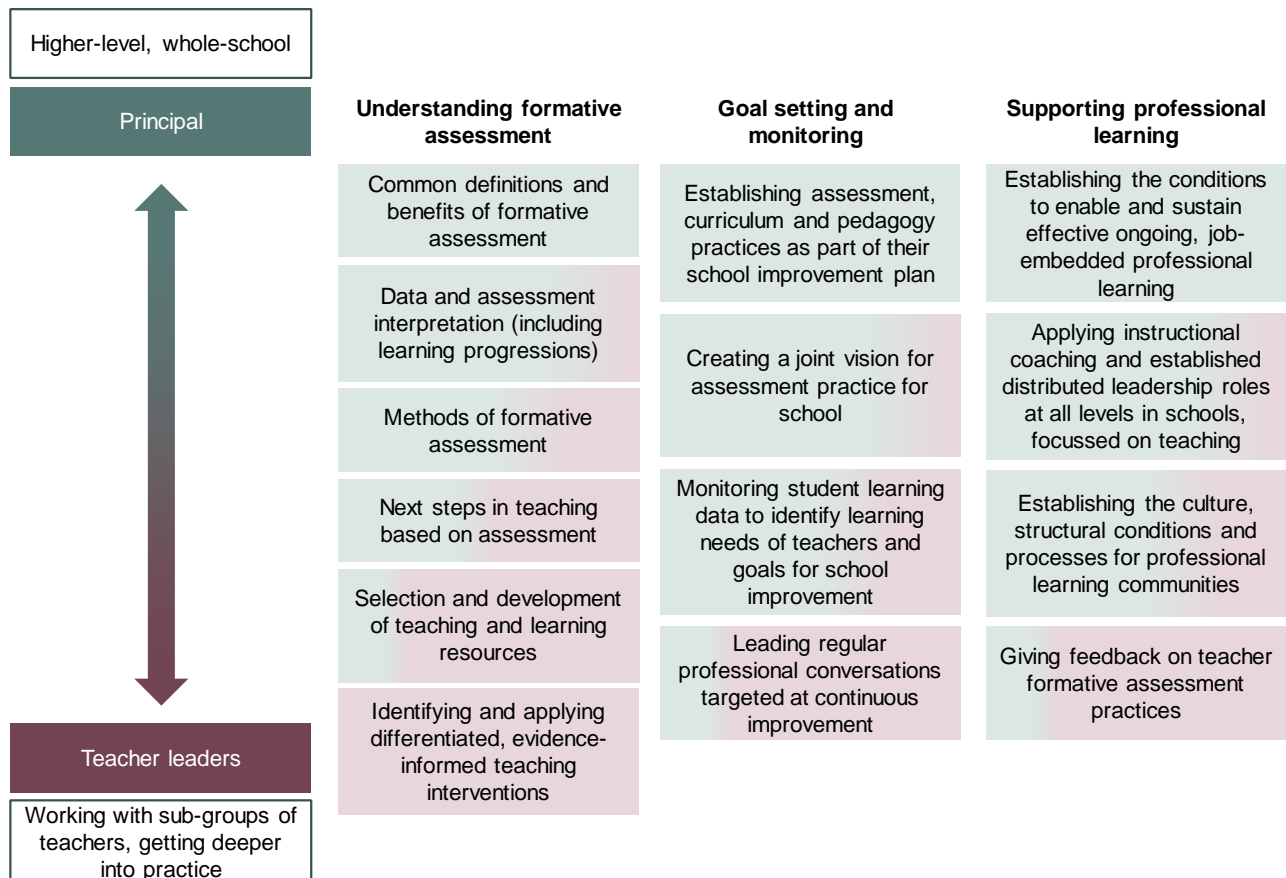 Higher-level, whole-school
Principal
Teacher leaders
Working with sub-groups of
teachers, getting deeper
into practice
Understanding formative
assessment
Common definitions and
benefits of formative
assessment
Data and assessment
interpretation (including
learning progressions)
Methods of formative
assessment
Next steps in teaching
based on assessment
Selection and development
of teaching and learning
resources
Identifying and applying
differentiated, evidence-
informed teaching
interventions
Goal setting and
monitoring
Establishing assessment,
curriculum and pedagogy
practices as part of their
school improvement plan
Creating a joint vision for
assessment practice for
school
Monitoring student learning
data to identify learning
needs of teachers and
goals for school
improvement
Leading regular
professional conversations
targeted at continuous
improvement
Supporting professional
learning
Establishing the conditions
to enable and sustain
effective ongoing, job-
embedded professional
learning
Applying instructional
coaching and established
distributed leadership roles
at all levels in schools,
focussed on teaching
Establishing the culture,
structural conditions and
processes for professional
learning communities
Giving feedback on teacher
formative assessment
practices